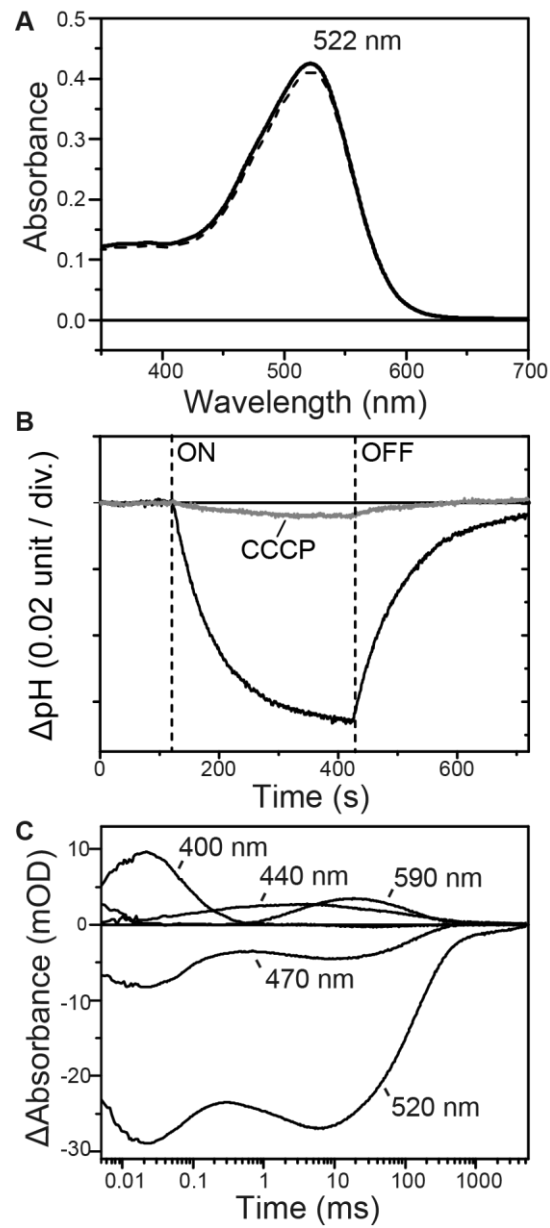 A
522 nm
0.5
0.4
0.3
0.2
0.1
0.0
Absorbance
400
500
600
700
Wavelength (nm)
B
ON
OFF
CCCP
ΔpH (0.02 unit / div.)
0
200
400
600
Time (s)
C
10
0
-10
-20
-30
400 nm
440 nm
590 nm
470 nm
520 nm
ΔAbsorbance (mOD)
0.01
0.1
1
10
100
1000
Time (ms)